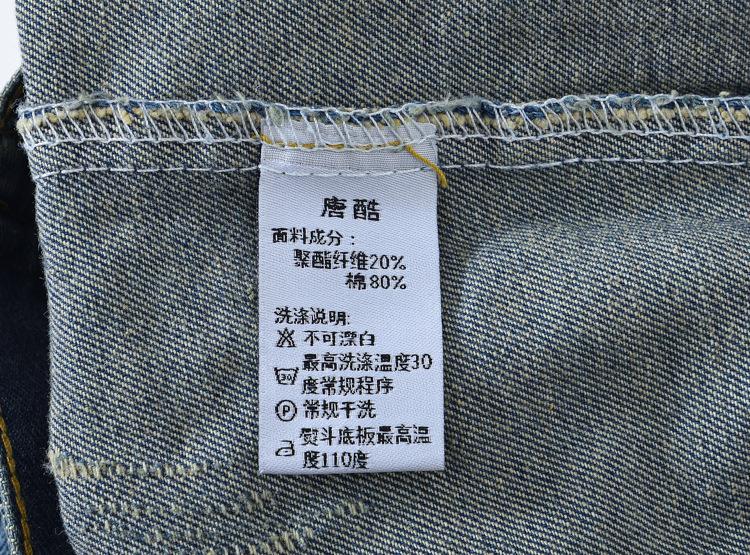 唐酷
面料成分：
聚酯纤维20%
棉80%
洗涤说明:
不可漂白
最高洗涤温度30
30
度常规程序
P 常规干洗
熨斗底板最高温
度110度